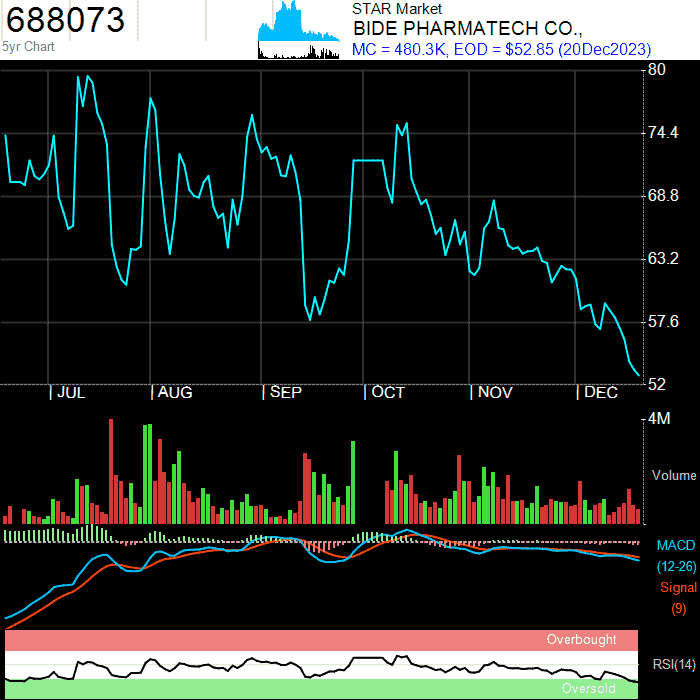 688073
STAR Market
BIDE PHARMATECH CO.,
5yr Chart
MC = 480.3K, EOD = $52.85 (20Dec2023)
80
74.4
68.8
63.2
57.6
52
JUL
AUG
SEP
OCT
NOV
DEC
4M
Volume
MACD
(12-26)
Signal
(9)
Overbought
RSI(14)
Oversold